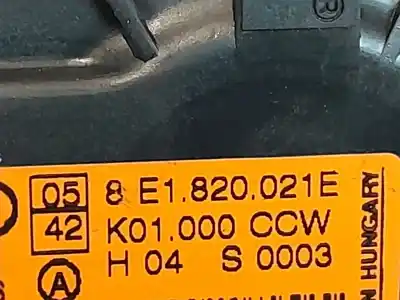 ®
05 8 E1.820.021E
42 K01.000 CCW
A H 04 S 0003
N HUNGARY